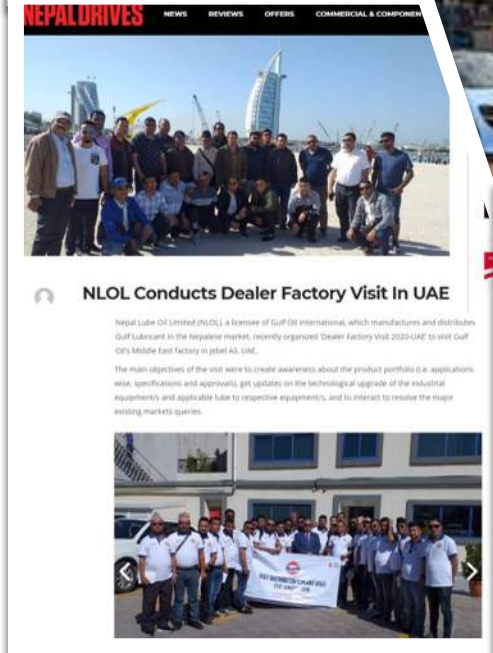 NEPALDRIVES
NEWS REVIEWS OFFERS COMMERCIAL & COMPONEN
NLOL Conducts Dealer Factory Visit In UAE
Nepal Lube Oil Limited (NLOL), a licensee of Gulf Oil International, which manufactures and distributes
Gulf Lubricant in the Nepalese market, recently organized 'Dealer Factory Visit 2020-UAE' to visit Gulf
Oil's Middle East factory in Jebel Ali, UAE.
The main objectives of the visit were to create awareness about the product portfolio (i.e. applications
wise, specifications and approvals), get updates on the technological upgrade of the industrial
equipment/s and applicable lube to respective equipment/s, and to interact to resolve the major
existing markets queries.